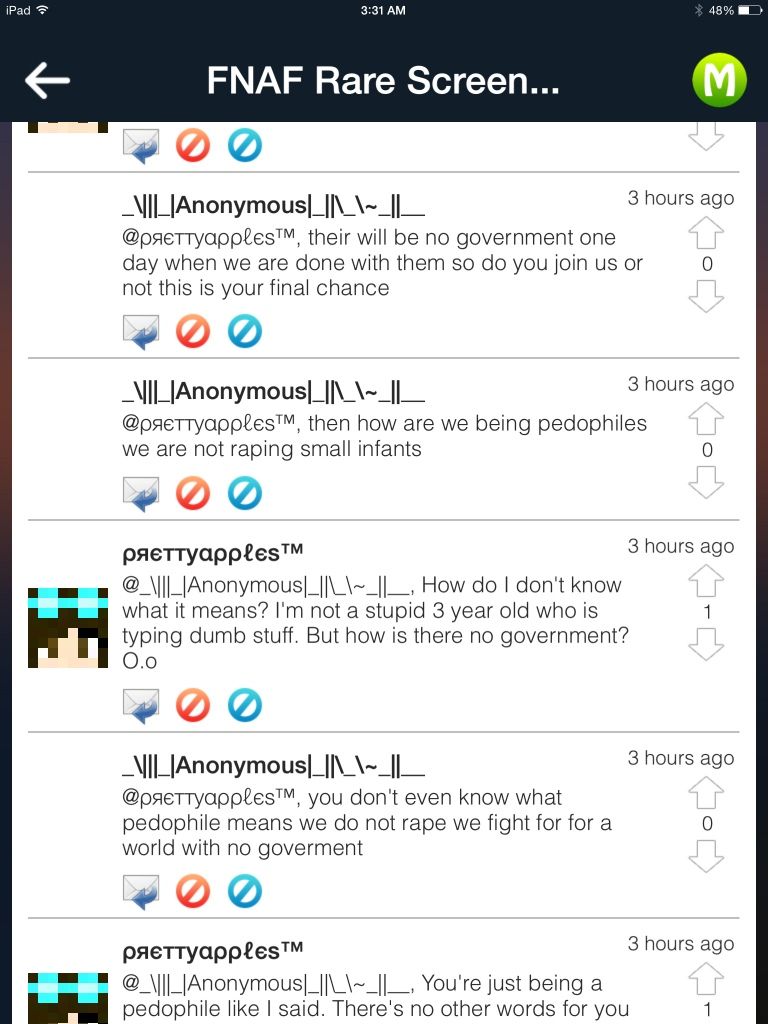 iPad 3:31 AM 48%
FNAF Rare Screen...
M
_\|||_|Anonymous|_||\_\~_||__ 3 hours ago
@ρяєттуαρρℓєѕ™, their will be no government one
day when we are done with them so do you join us or
not this is your final chance
0
_\|||_|Anonymous|_||\_\~_||__ 3 hours ago
@ρяєттуαρρℓєѕ™, then how are we being pedophiles
we are not raping small infants
0
ρяєттуαρρℓєѕ™ 3 hours ago
@_\|||_|Anonymous|_||\_\~_||__, How do I don't know
what it means? I'm not a stupid 3 year old who is
typing dumb stuff. But how is there no government?
O.o
1
_\|||_|Anonymous|_||\_\~_||__ 3 hours ago
@ρяєттуαρρℓєѕ™, you don't even know what
pedophile means we do not rape we fight for for a
world with no goverment
0
ρяєттуαρρℓєѕ™ 3 hours ago
@_\|||_|Anonymous|_||\_\~_||__, You're just being a
pedophile like I said. There's no other words for you
1